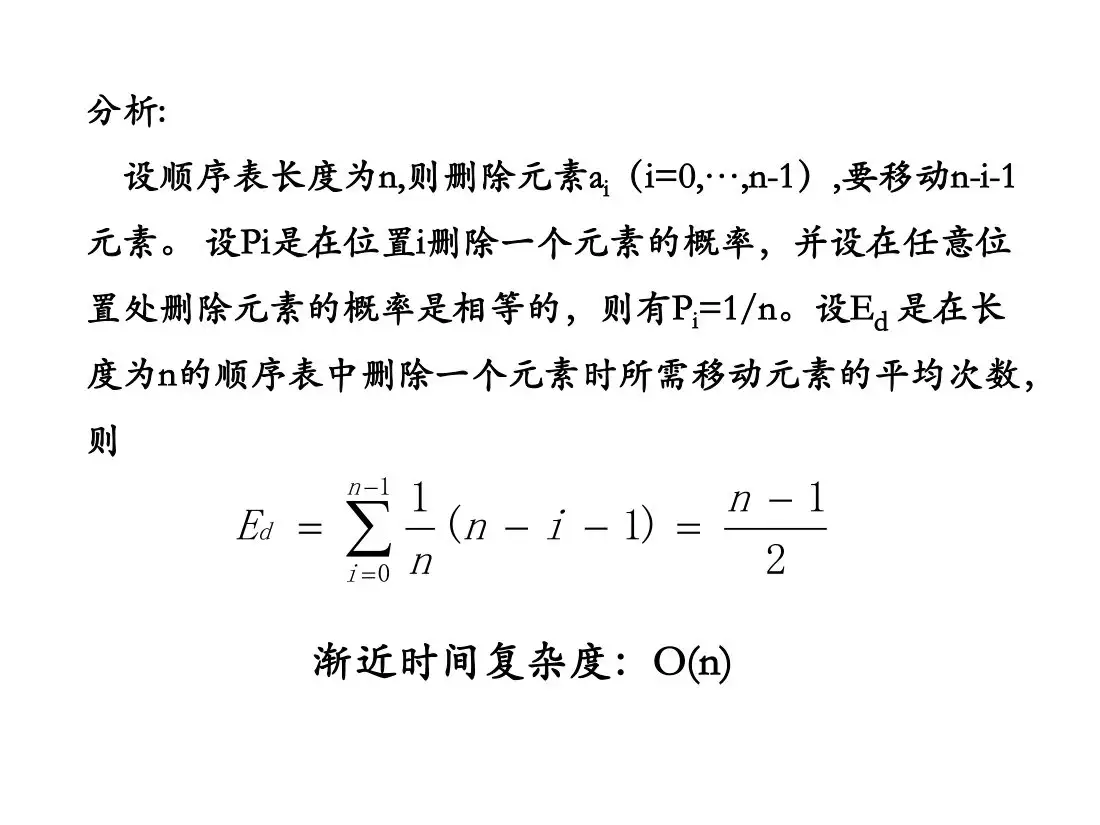 分析:
设顺序表长度为n,则删除元素aᵢ（i=0,…,n-1）,要移动n-i-1
元素。 设Pi是在位置i删除一个元素的概率，并设在任意位
置处删除元素的概率是相等的，则有Pᵢ=1/n。设E_d 是在长
度为n的顺序表中删除一个元素时所需移动元素的平均次数，
则
E_d = \sum_{i=0}^{n-1} \frac{1}{n} (n - i - 1) = \frac{n - 1}{2}
渐近时间复杂度：O(n)